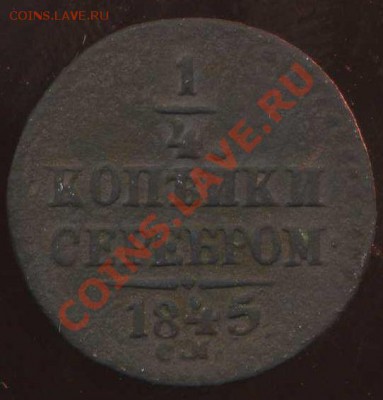 COINS.LAVE.RU
1
4
КОПѢЙКИ
СЕРЕБРОМ
1845
СМ
COINS.LAVE.RU